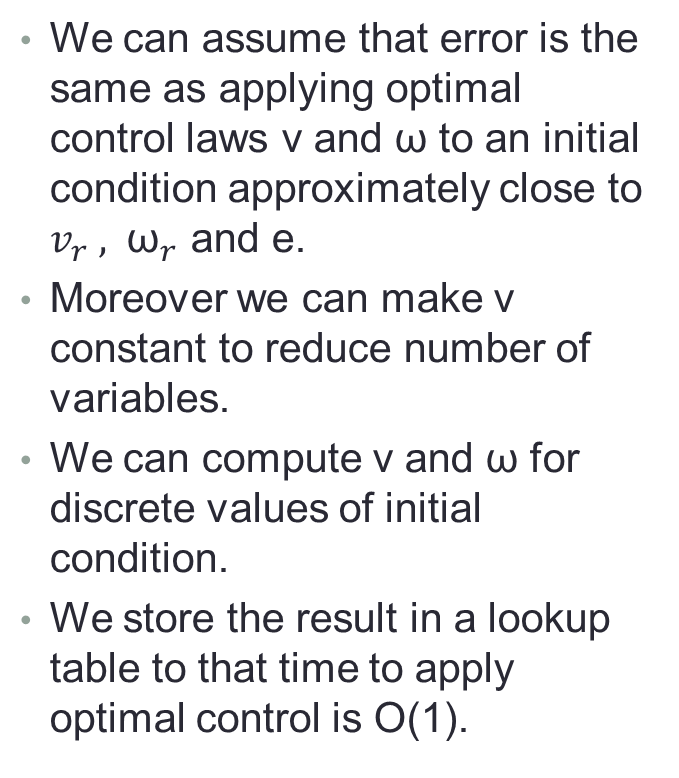 • We can assume that error is the
same as applying optimal
control laws v and ω to an initial
condition approximately close to
𝑣ᵣ , ωᵣ and e.
• Moreover we can make v
constant to reduce number of
variables.
• We can compute v and ω for
discrete values of initial
condition.
• We store the result in a lookup
table to that time to apply
optimal control is O(1).